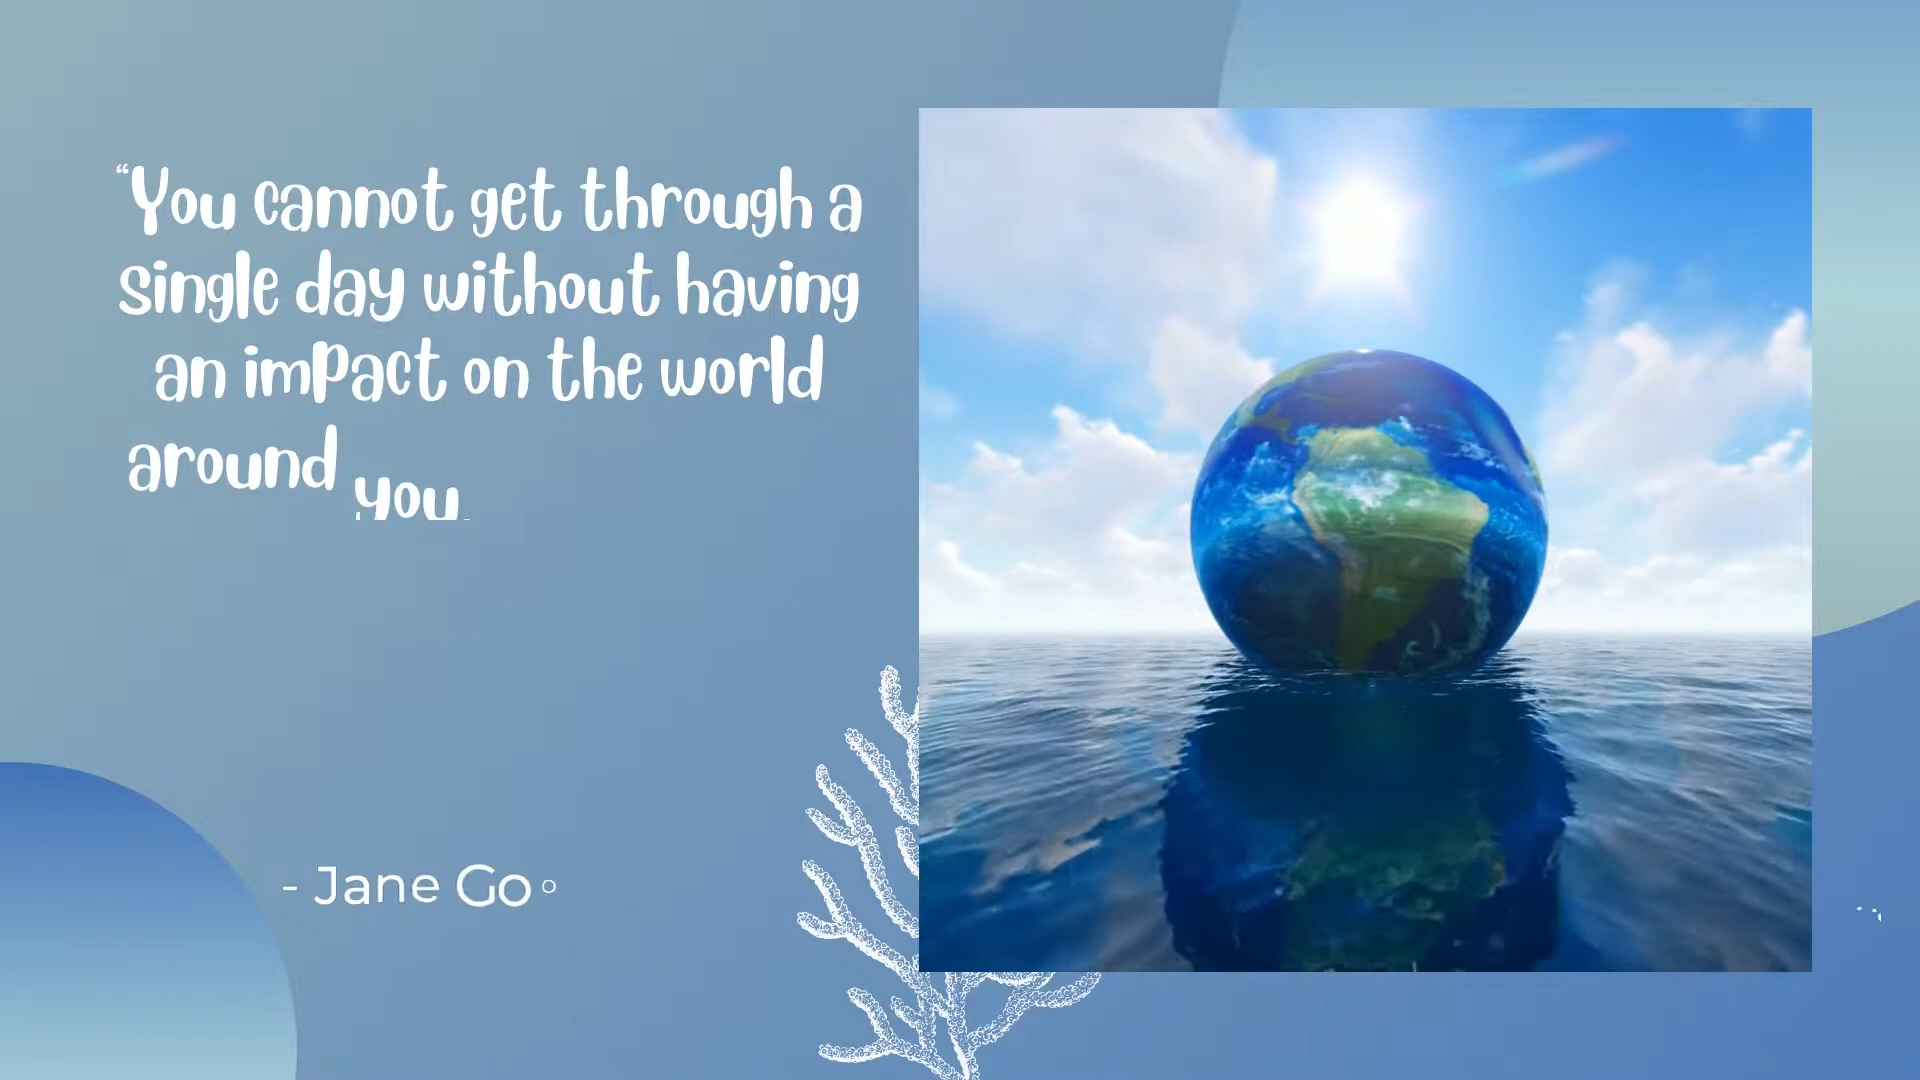 “You cannot get through a
single day without having
an impact on the world
around you.
- Jane Go